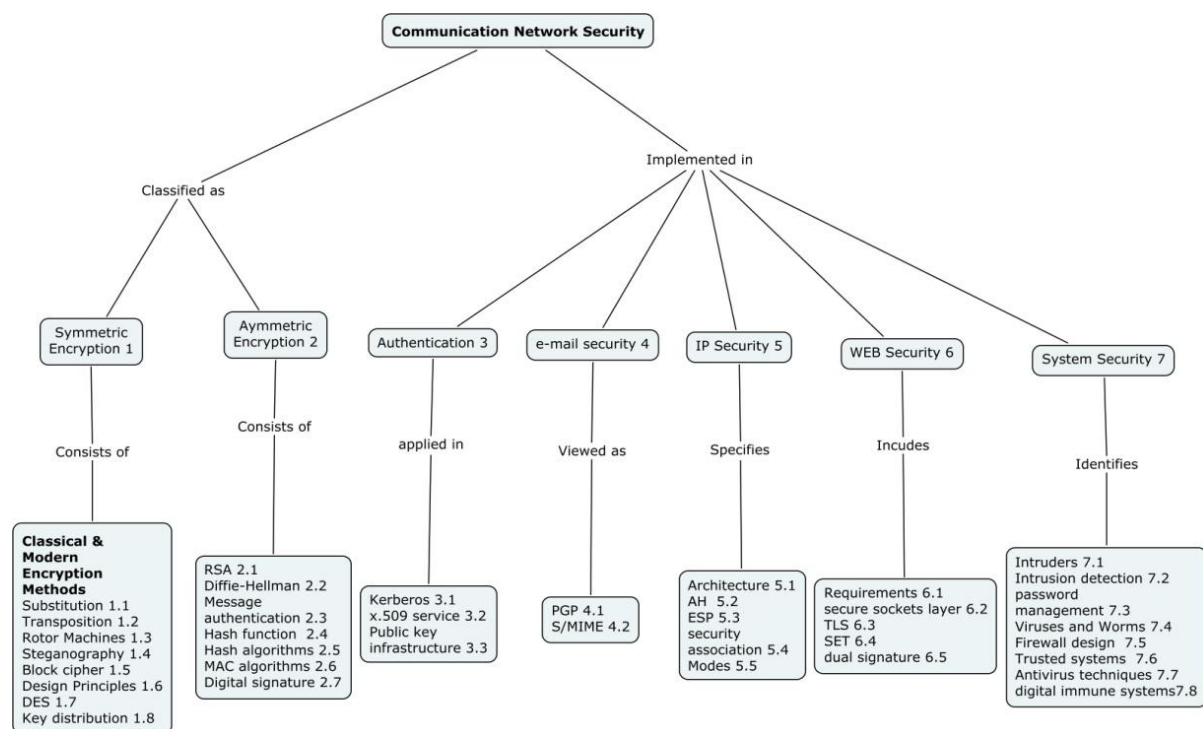 Communication Network Security
Classified as
Implemented in
Symmetric
Encryption 1
Aymmetric
Encryption 2
Authentication 3
e-mail security 4
IP Security 5
WEB Security 6
System Security 7
Consists of
Consists of
applied in
Viewed as
Specifies
Incudes
Identifies
Classical &
Modern
Encryption
Methods
Substitution 1.1
Transposition 1.2
Rotor Machines 1.3
Steganography 1.4
Block cipher 1.5
Design Principles 1.6
DES 1.7
Key distribution 1.8
RSA 2.1
Diffie-Hellman 2.2
Message
authentication 2.3
Hash function 2.4
Hash algorithms 2.5
MAC algorithms 2.6
Digital signature 2.7
Kerberos 3.1
x.509 service 3.2
Public key
infrastructure 3.3
PGP 4.1
S/MIME 4.2
Architecture 5.1
AH 5.2
ESP 5.3
security
association 5.4
Modes 5.5
Requirements 6.1
secure sockets layer 6.2
TLS 6.3
SET 6.4
dual signature 6.5
Intruders 7.1
Intrusion detection 7.2
password
management 7.3
Viruses and Worms 7.4
Firewall design 7.5
Trusted systems 7.6
Antivirus techniques 7.7
digital immune systems7.8